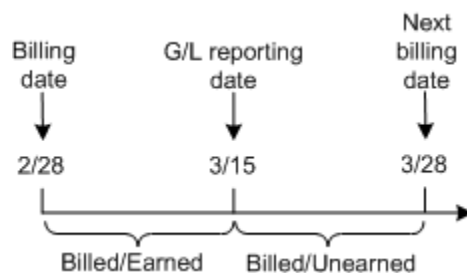 Billing
date
G/L reporting
date
Next
billing
date
2/28
3/15
3/28
Billed/Earned
Billed/Unearned